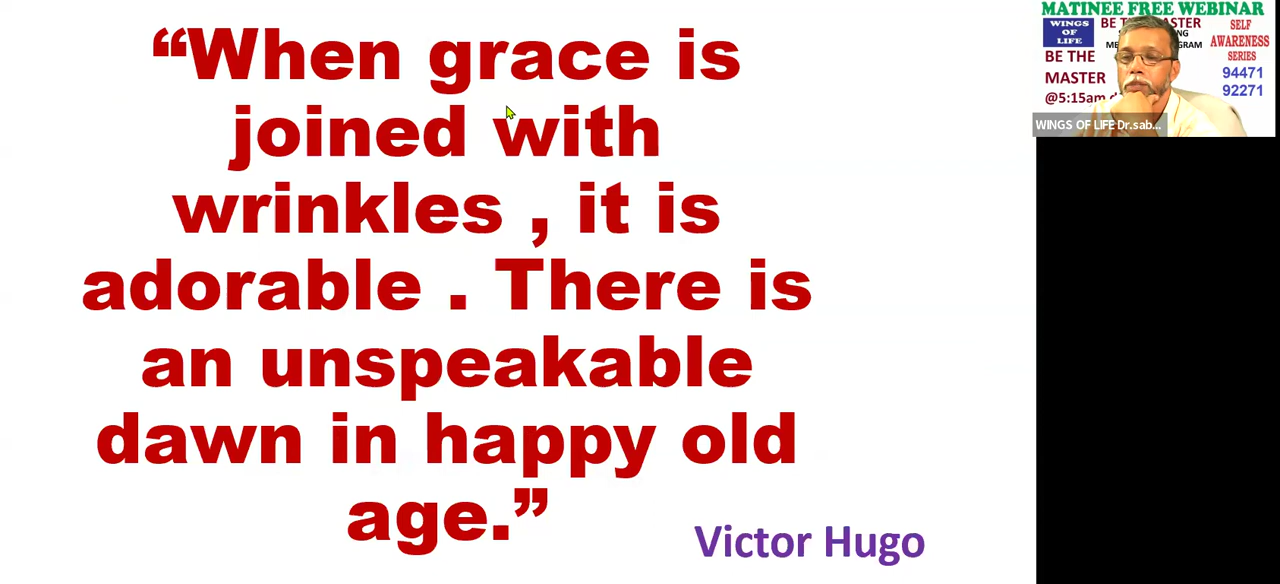 “When grace is
joined with
wrinkles , it is
adorable . There is
an unspeakable
dawn in happy old
age.”
Victor Hugo
MATINEE FREE WEBINAR
WINGS
OF
LIFE
BE THE
MASTER
@5:15am
SELF
AWARENESS
SERIES
94471
92271
WINGS OF LIFE Dr.sab...